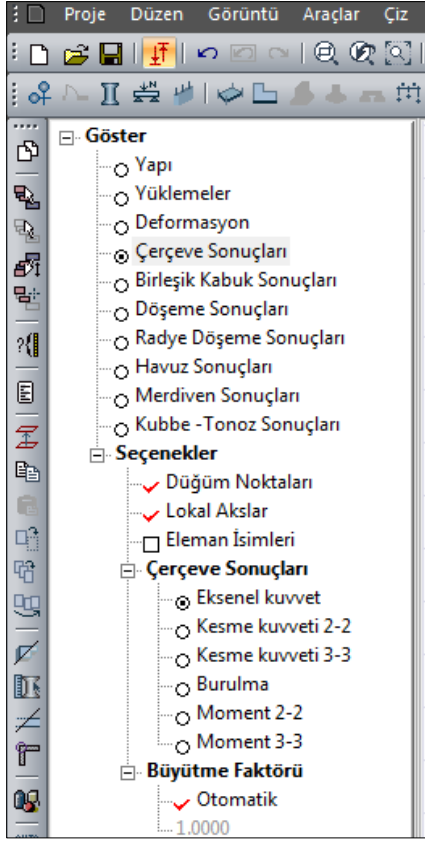 Proje Düzen Görüntü Araçlar Çiz
Göster
Yapı
Yüklemeler
Deformasyon
Çerçeve Sonuçları
Birleşik Kabuk Sonuçları
Döşeme Sonuçları
Radye Döşeme Sonuçları
Havuz Sonuçları
Merdiven Sonuçları
Kubbe -Tonoz Sonuçları
Seçenekler
Düğüm Noktaları
Lokal Akslar
Eleman İsimleri
Çerçeve Sonuçları
Eksenel kuvvet
Kesme kuvveti 2-2
Kesme kuvveti 3-3
Burulma
Moment 2-2
Moment 3-3
Büyütme Faktörü
Otomatik
1.0000